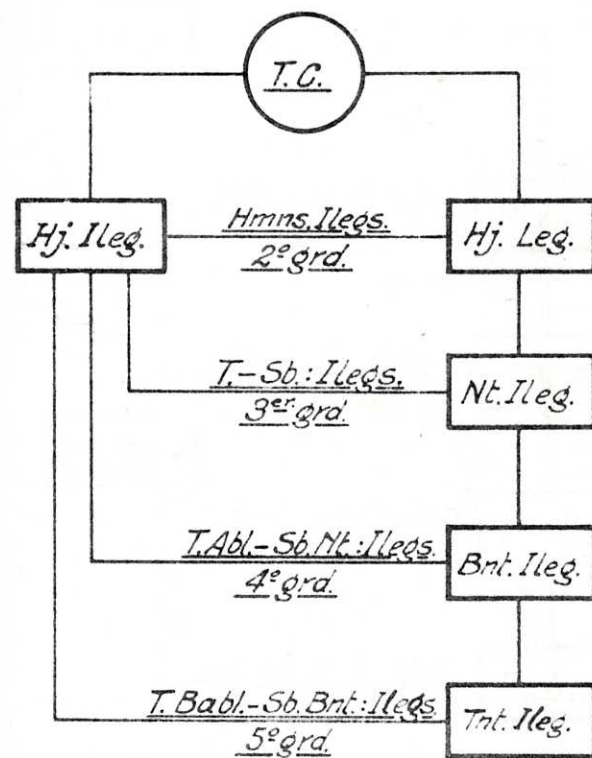 T.C.
Hj. Ileg.
Hmns. Ilegs.
2º grd.
Hj. Leg.
T.-Sb.: Ilegs.
3er. grd.
Nt. Ileg.
T. Abl.-Sb. Nt.: Ilegs.
4º grd.
Bnt. Ileg.
T. Babl.-Sb. Bnt.: Ilegs.
5º grd.
Tnt. Ileg.